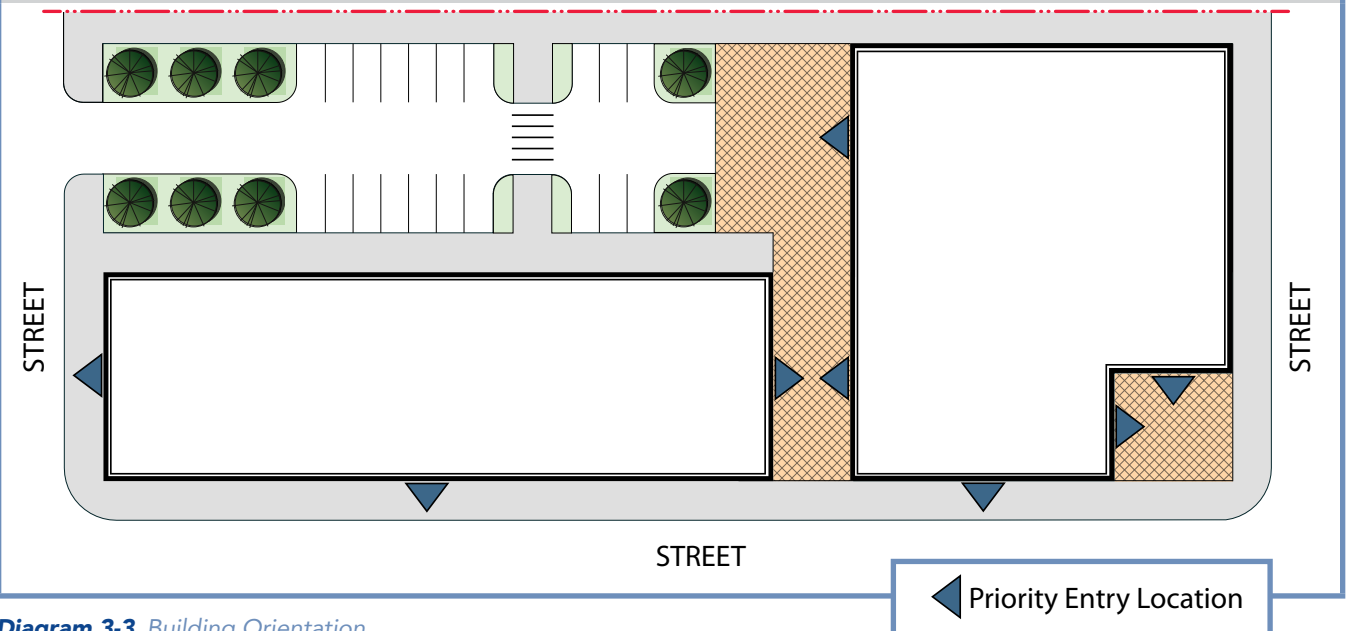 STREET
STREET
STREET
Priority Entry Location
Diagram 3-3 Building Orientation